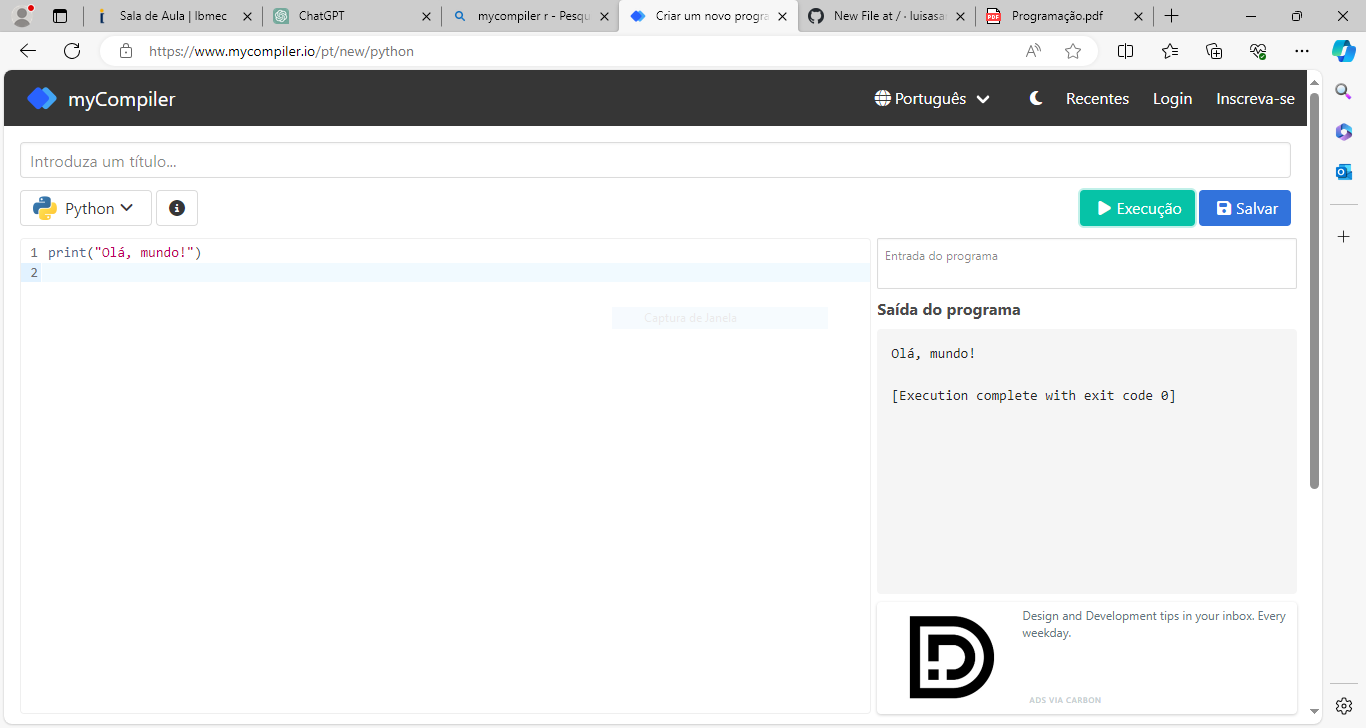 Sala de Aula | Ibmec
ChatGPT
mycompiler r - Pesqu
Criar um novo progra
New File at / · luisasa
Programação.pdf
https://www.mycompiler.io/pt/new/python
myCompiler
Português
Recentes
Login
Inscreva-se
Introduza um título...
Python
Execução
Salvar
1 print("Olá, mundo!")
2
Entrada do programa
Captura de Janela
Saída do programa
Olá, mundo!
[Execution complete with exit code 0]
Design and Development tips in your inbox. Every
weekday.
ADS VIA CARBON